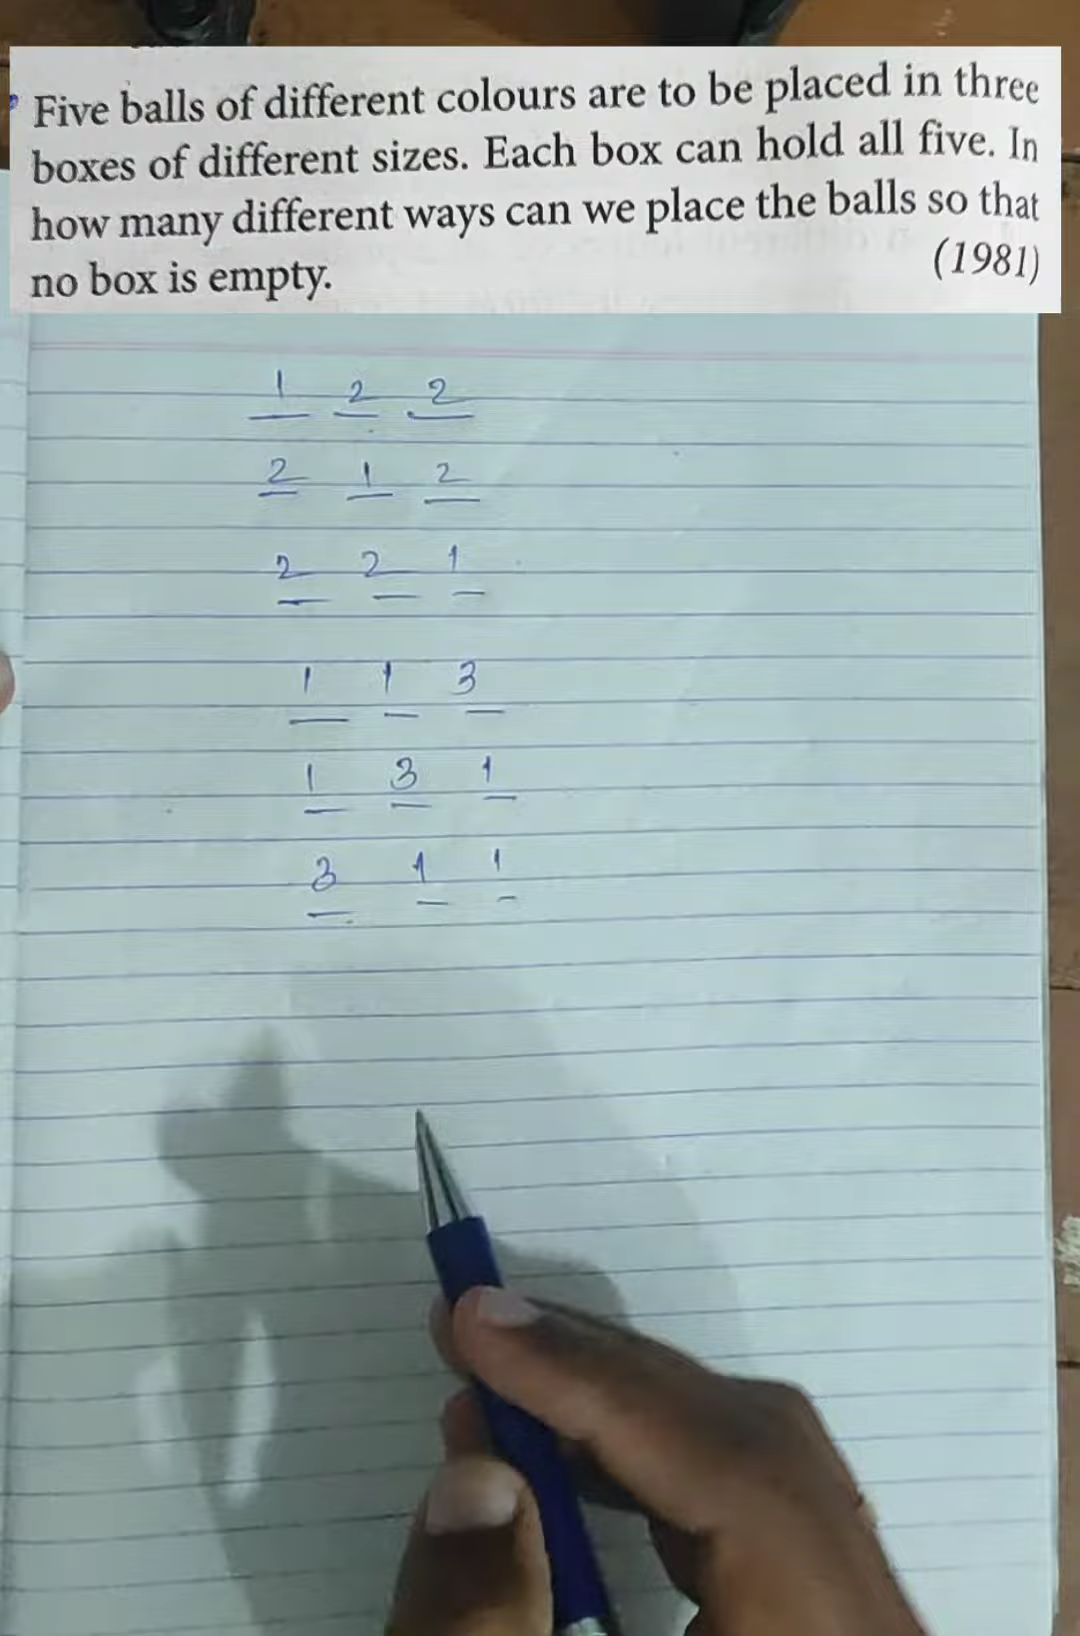 Five balls of different colours are to be placed in three
boxes of different sizes. Each box can hold all five. In
how many different ways can we place the balls so that
no box is empty. (1981)
1 2 2
2 1 2
2 2 1
1 1 3
1 3 1
3 1 1